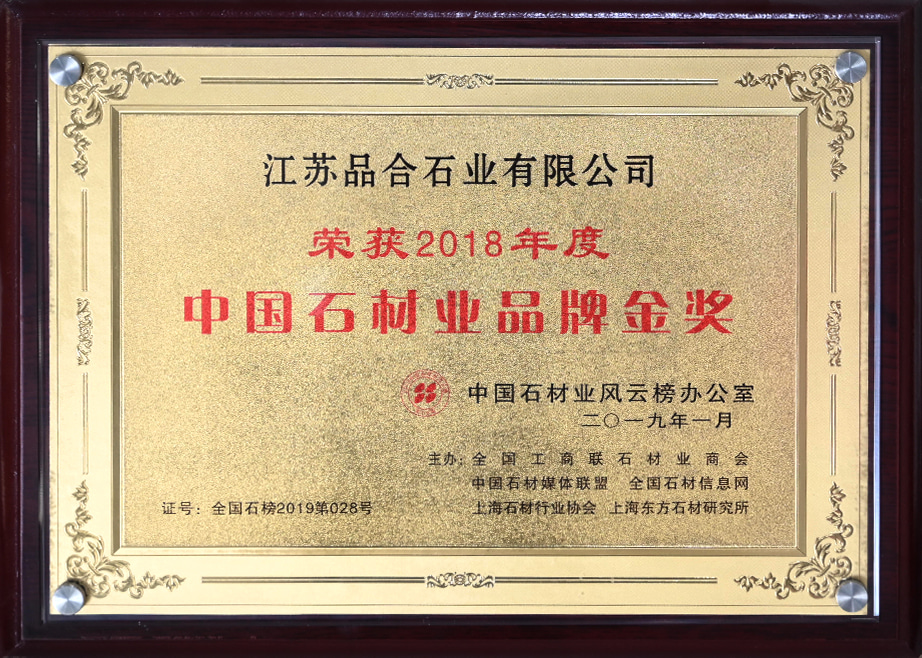 江苏品合石业有限公司
荣获2018年度
中国石材业品牌金奖
中国石材业风云榜办公室
二〇一九年一月
主办：全国工商联石材业商会
中国石材媒体联盟 全国石材信息网
证号：全国石榜2019第028号
上海石材行业协会 上海东方石材研究所